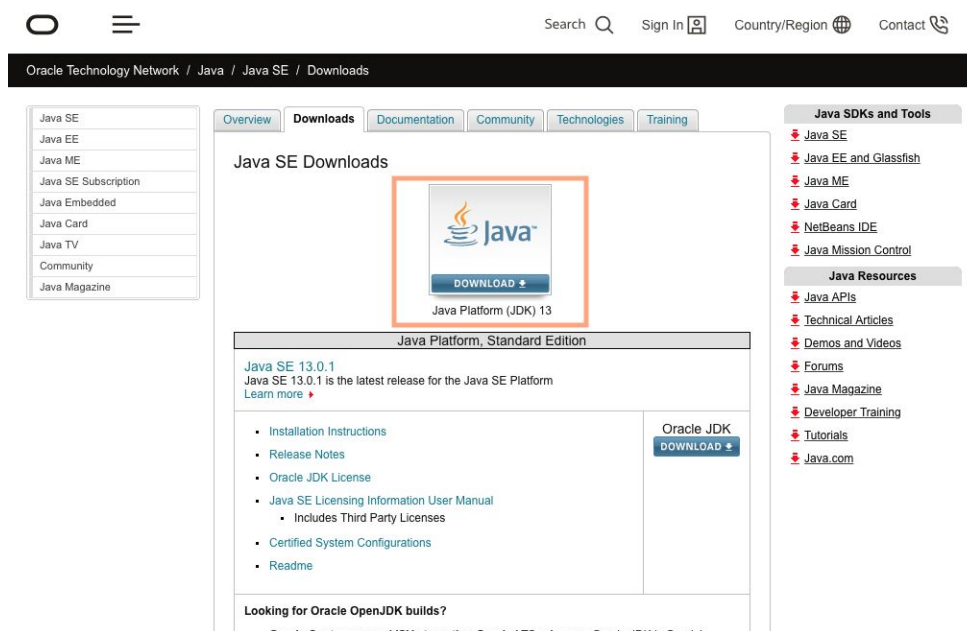 Search Sign In Country/Region Contact
Oracle Technology Network / Java / Java SE / Downloads
Java SE
Java EE
Java ME
Java SE Subscription
Java Embedded
Java Card
Java TV
Community
Java Magazine
Overview Downloads Documentation Community Technologies Training
Java SE Downloads
Java™
DOWNLOAD
Java Platform (JDK) 13
Java Platform, Standard Edition
Java SE 13.0.1
Java SE 13.0.1 is the latest release for the Java SE Platform
Learn more
Installation Instructions
Release Notes
Oracle JDK License
Java SE Licensing Information User Manual
Includes Third Party Licenses
Certified System Configurations
Readme
Oracle JDK
DOWNLOAD
Looking for Oracle OpenJDK builds?
Java SDKs and Tools
Java SE
Java EE and Glassfish
Java ME
Java Card
NetBeans IDE
Java Mission Control
Java Resources
Java APIs
Technical Articles
Demos and Videos
Forums
Java Magazine
Developer Training
Tutorials
Java.com